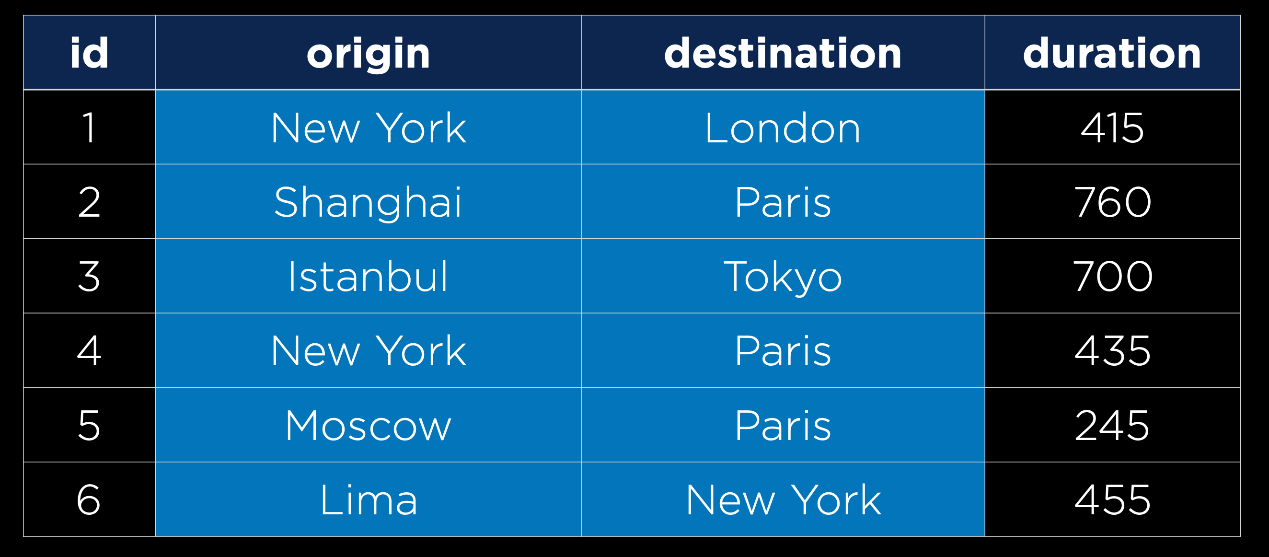 id origin destination duration
1 New York London 415
2 Shanghai Paris 760
3 Istanbul Tokyo 700
4 New York Paris 435
5 Moscow Paris 245
6 Lima New York 455